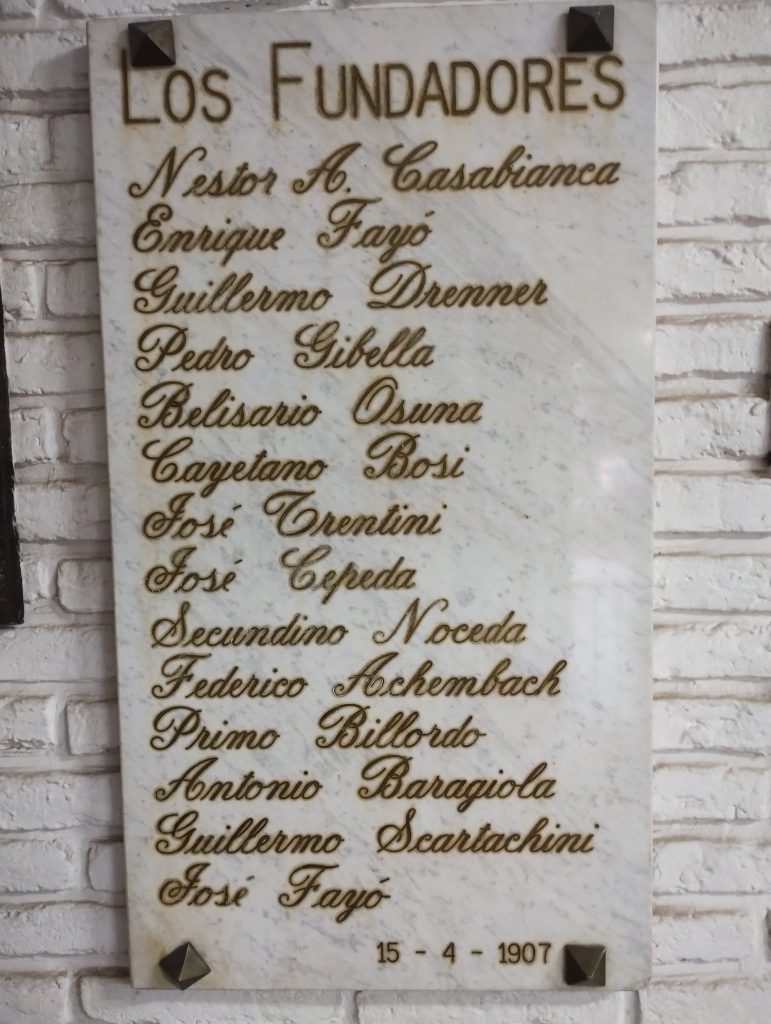 LOS FUNDADORES
Nestor A. Casabianca
Enrique Fayó
Guillermo Drenner
Pedro Gibella
Belisario Osuna
Cayetano Bosi
José Trentini
José Cepeda
Secundino Noceda
Federico Achembach
Primo Billordo
Antonio Baragiola
Guillermo Scartachini
José Fayó
15 - 4 - 1907